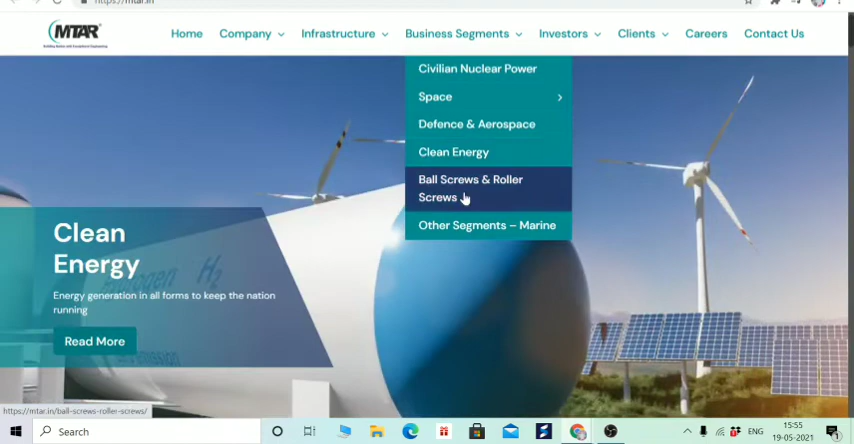 https://mtar.in
MTAR
Home Company Infrastructure Business Segments Investors Clients Careers Contact Us
Civilian Nuclear Power
Space
Defence & Aerospace
Clean Energy
Ball Screws & Roller
Screws
Other Segments – Marine
Clean
Energy
Hydrogen H₂
Energy generation in all forms to keep the nation
running
Read More
https://mtar.in/ball-screws-roller-screws/
Search
ENG
15:55
19-05-2021